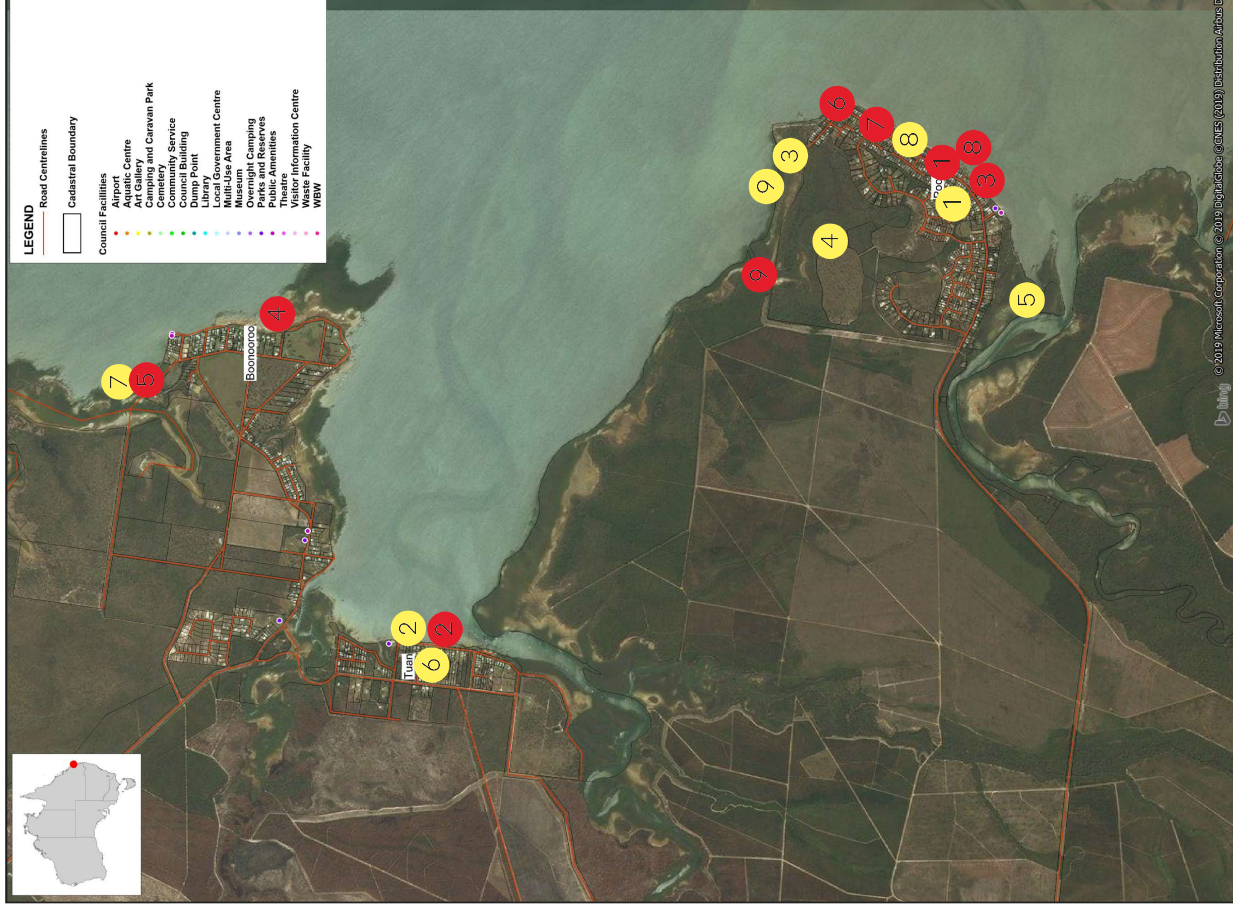 LEGEND
Road Centrelines
Cadastral Boundary
Council Facilities
Airport
Aquatic Centre
Art Gallery
Camping and Caravan Park
Cemetery
Community Service
Council Building
Dump Point
Library
Local Government Centre
Multi-Use Area
Museum
Overnight Camping
Parks and Reserves
Public Amenities
Theatre
Visitor Information Centre
Waste Facility
WBW
7
5
4
Boonooroo
2
2
Tuan
6
6
7
8
3
9
4
9
1
8
3
1
5
bing
© 2019 Microsoft Corporation © 2019 DigitalGlobe ©CNES (2019) Distribution Airbus D